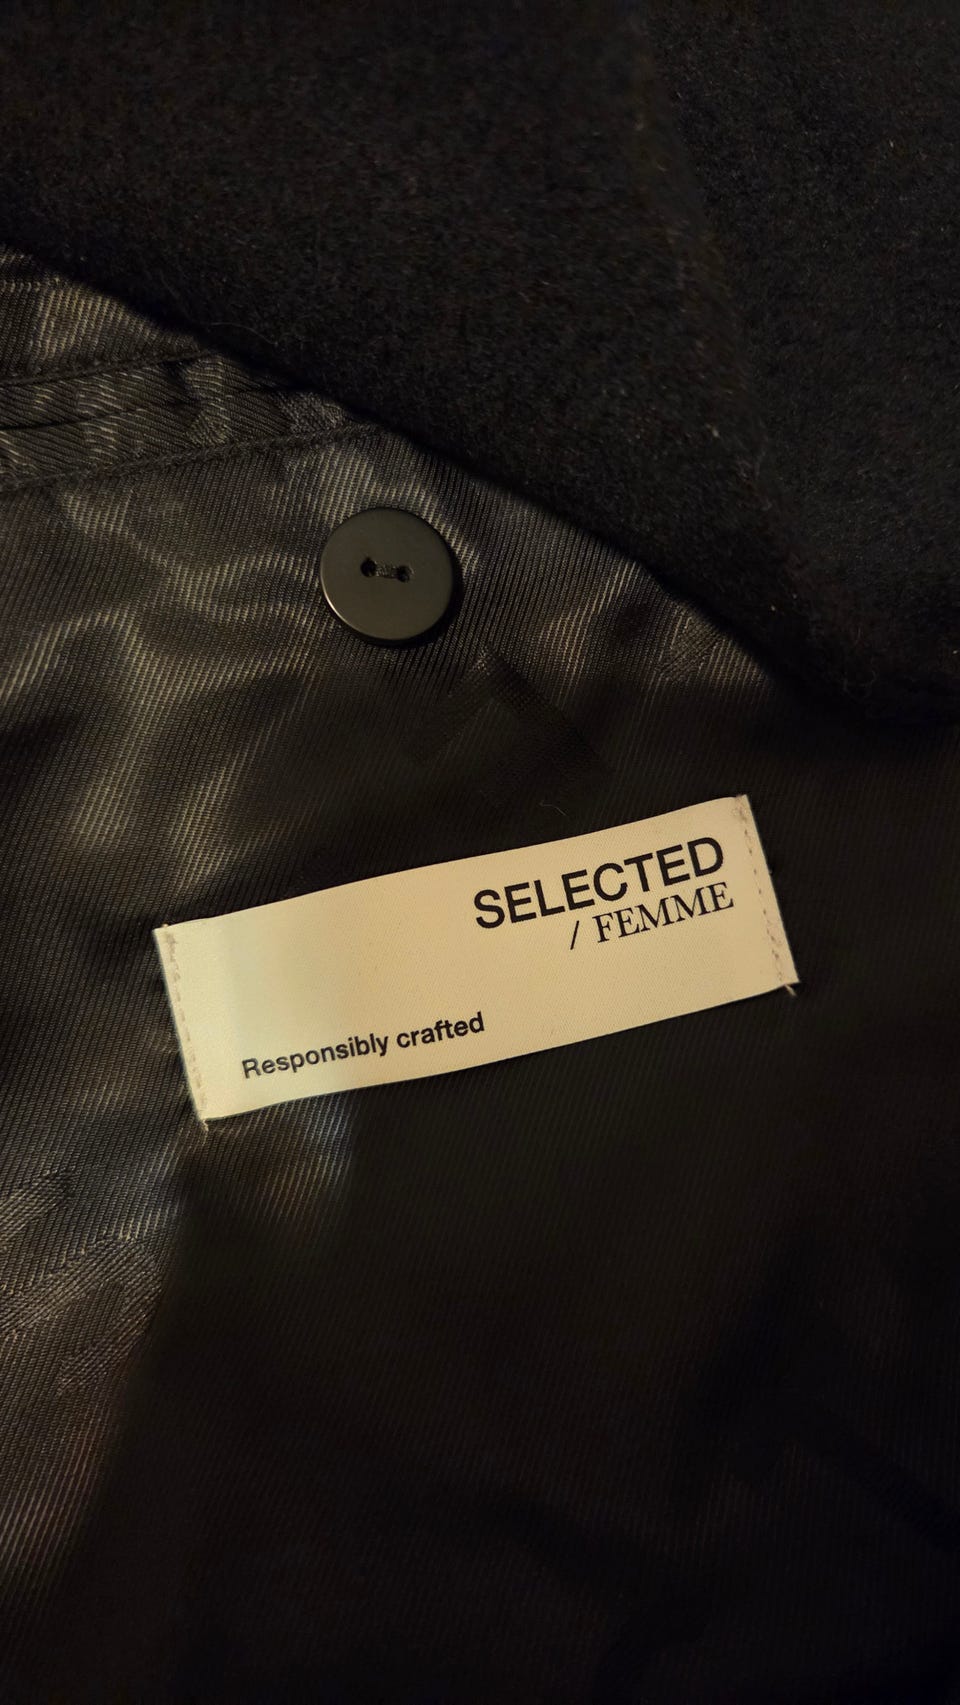 SELECTED
/ FEMME
Responsibly crafted